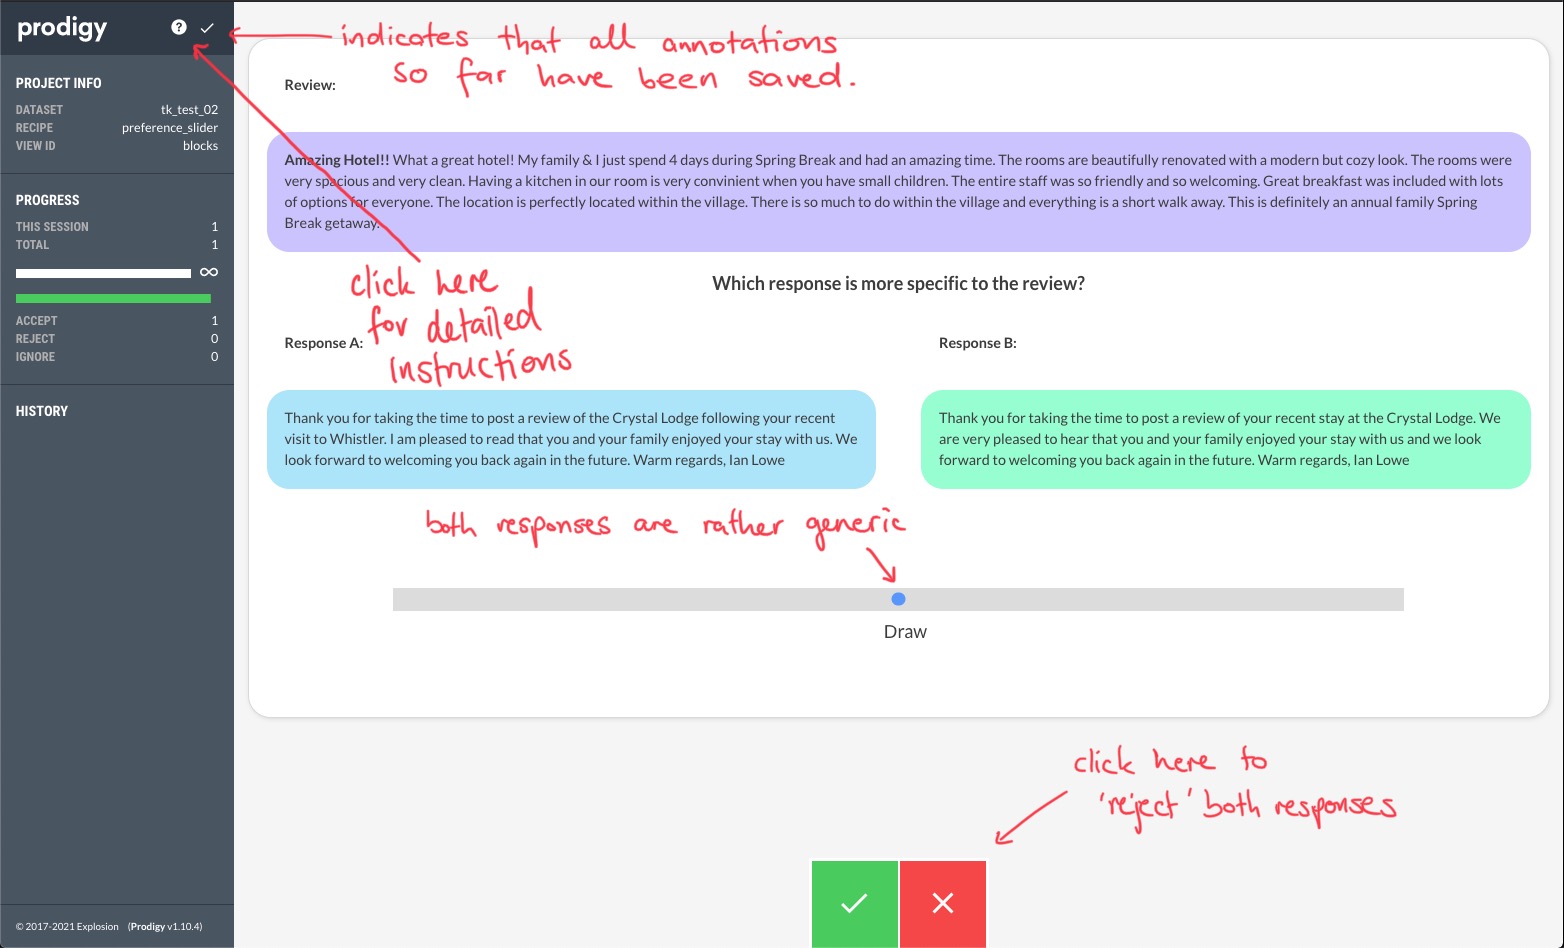 prodigy
?
PROJECT INFO
DATASET tk_test_02
RECIPE preference_slider
VIEW ID blocks
PROGRESS
THIS SESSION 1
TOTAL 1
∞
ACCEPT 1
REJECT 0
IGNORE 0
HISTORY
© 2017-2021 Explosion (Prodigy v1.10.4)
indicates that all annotations
so far have been saved.
Review:
Amazing Hotel!! What a great hotel! My family & I just spend 4 days during Spring Break and had an amazing time. The rooms are beautifully renovated with a modern but cozy look. The rooms were
very spacious and very clean. Having a kitchen in our room is very convinient when you have small children. The entire staff was so friendly and so welcoming. Great breakfast was included with lots
of options for everyone. The location is perfectly located within the village. There is so much to do within the village and everything is a short walk away. This is definitely an annual family Spring
Break getaway.
click here
for detailed
instructions
Which response is more specific to the review?
Response A:
Thank you for taking the time to post a review of the Crystal Lodge following your recent
visit to Whistler. I am pleased to read that you and your family enjoyed your stay with us. We
look forward to welcoming you back again in the future. Warm regards, Ian Lowe
Response B:
Thank you for taking the time to post a review of your recent stay at the Crystal Lodge. We
are very pleased to hear that you and your family enjoyed your stay with us and we look
forward to welcoming you back again in the future. Warm regards, Ian Lowe
both responses are rather generic
Draw
click here to
'reject' both responses